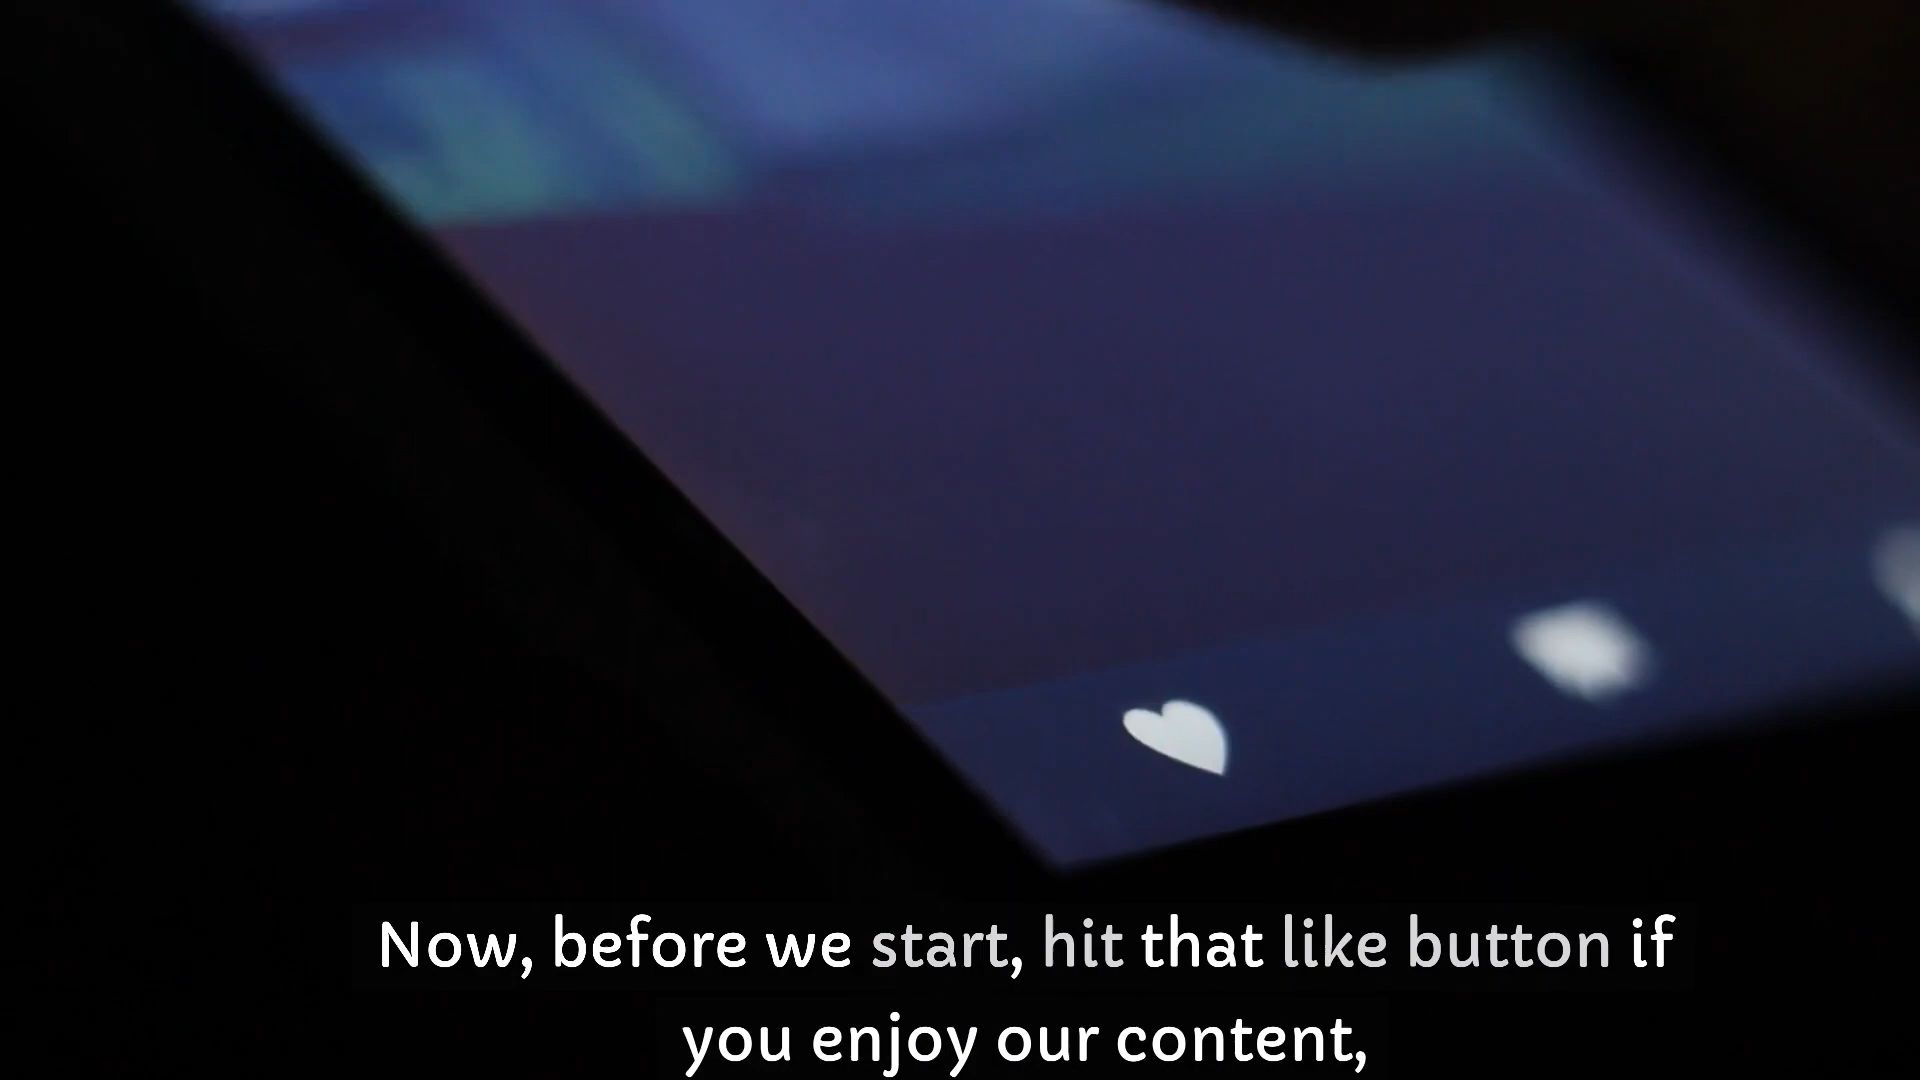 Now, before we start, hit that like button if
you enjoy our content,